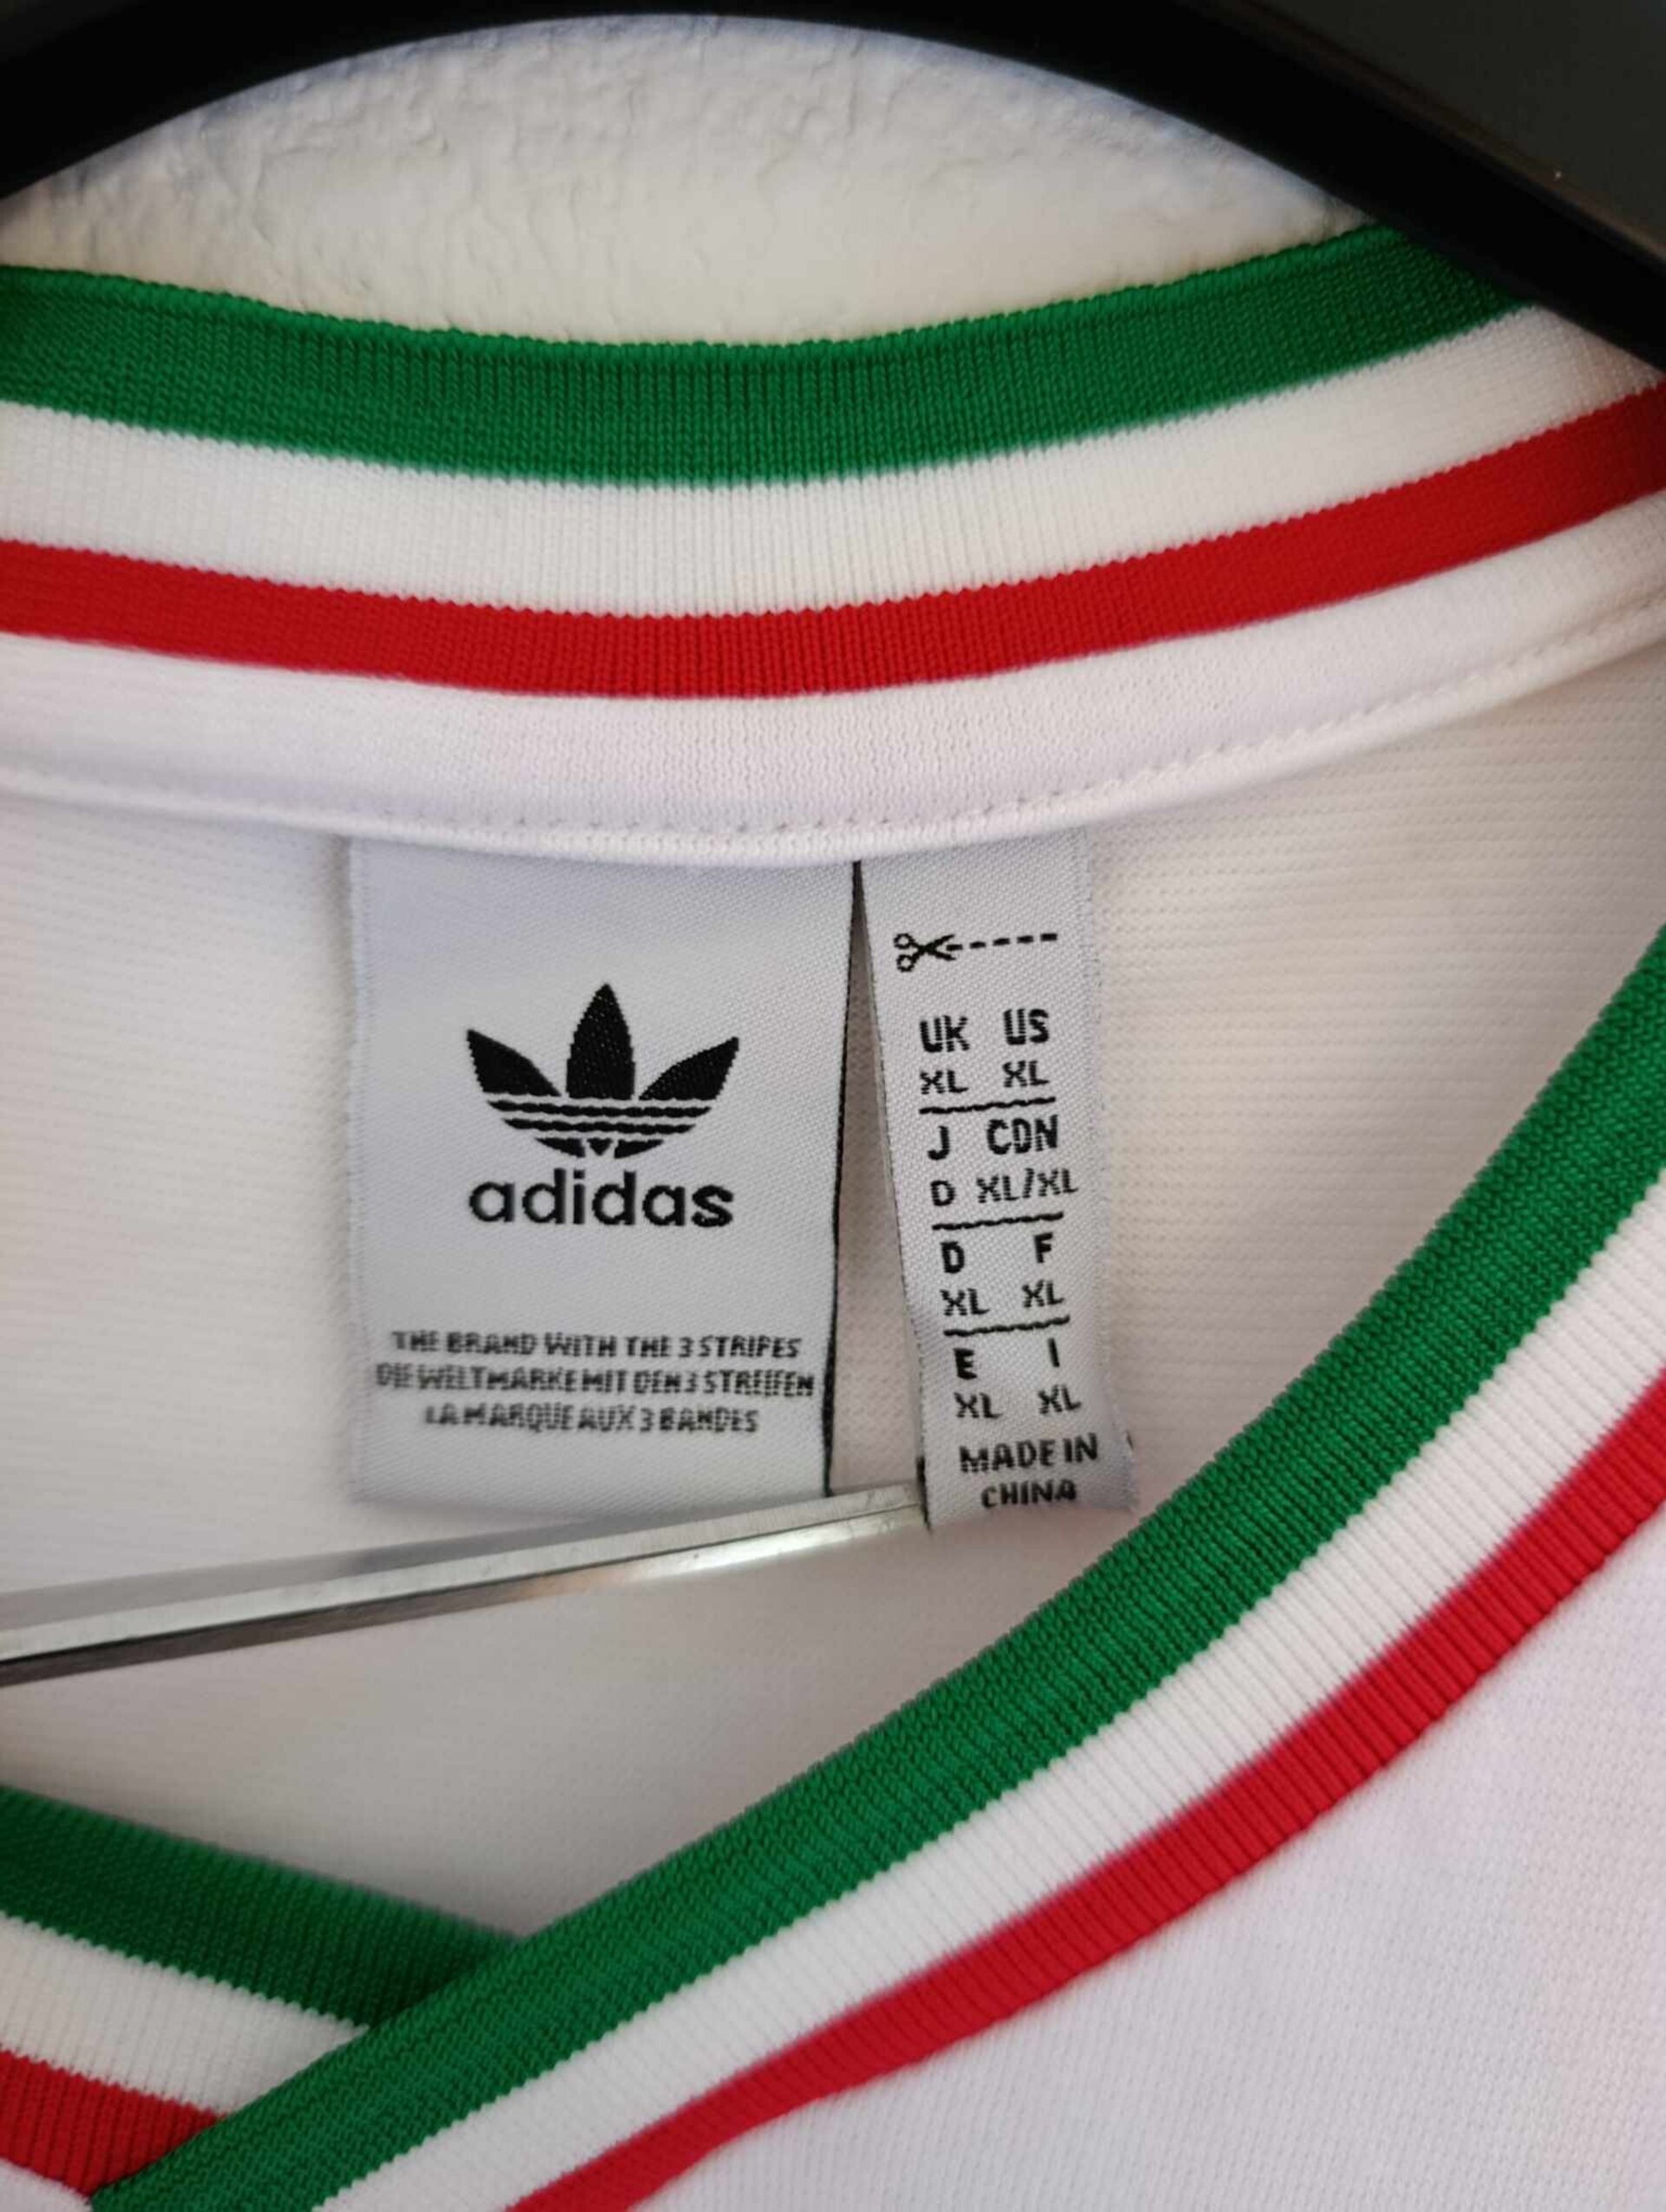 adidas
THE BRAND WITH THE 3 STRIPES
DIE WELTMARKE MIT DEN 3 STREIFEN
LA MARQUE AUX 3 BANDES
UK US
XL XL
J CDN
D XL/XL
D F
XL XL
E I
XL XL
MADE IN
CHINA